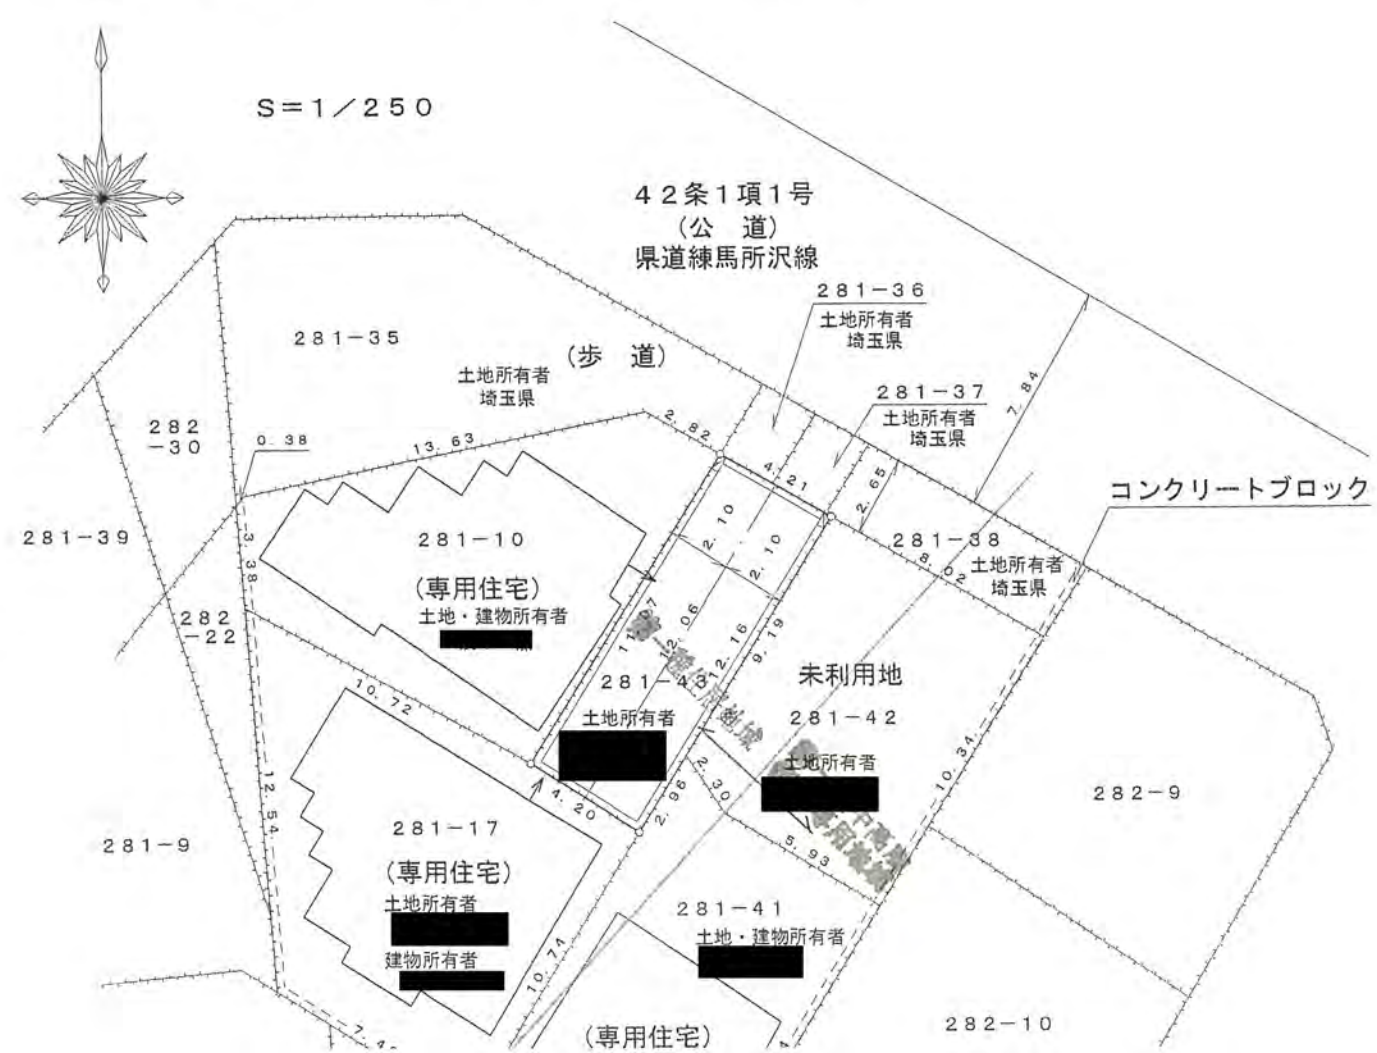 S=1/250
42条1項1号
(公 道)
県道練馬所沢線
281-36
土地所有者
埼玉県
281-35
(歩 道)
土地所有者
埼玉県
281-37
土地所有者
埼玉県
7.84
282
-30
0.38
13.63
2.82
4.21
2.65
コンクリートブロック
281-39
3.38
281-10
(専用住宅)
土地・建物所有者
2.10
2.10
281-38
土地所有者
埼玉県
8.02
282
-22
12.06
12.16
9.19
未利用地
281-42
土地所有者
10.72
281-43
土地所有者
10.34
282-9
4.20
2.96
2.30
5.93
12.54
281-9
281-17
(専用住宅)
土地所有者
建物所有者
281-41
土地・建物所有者
10.74
(専用住宅)
282-10